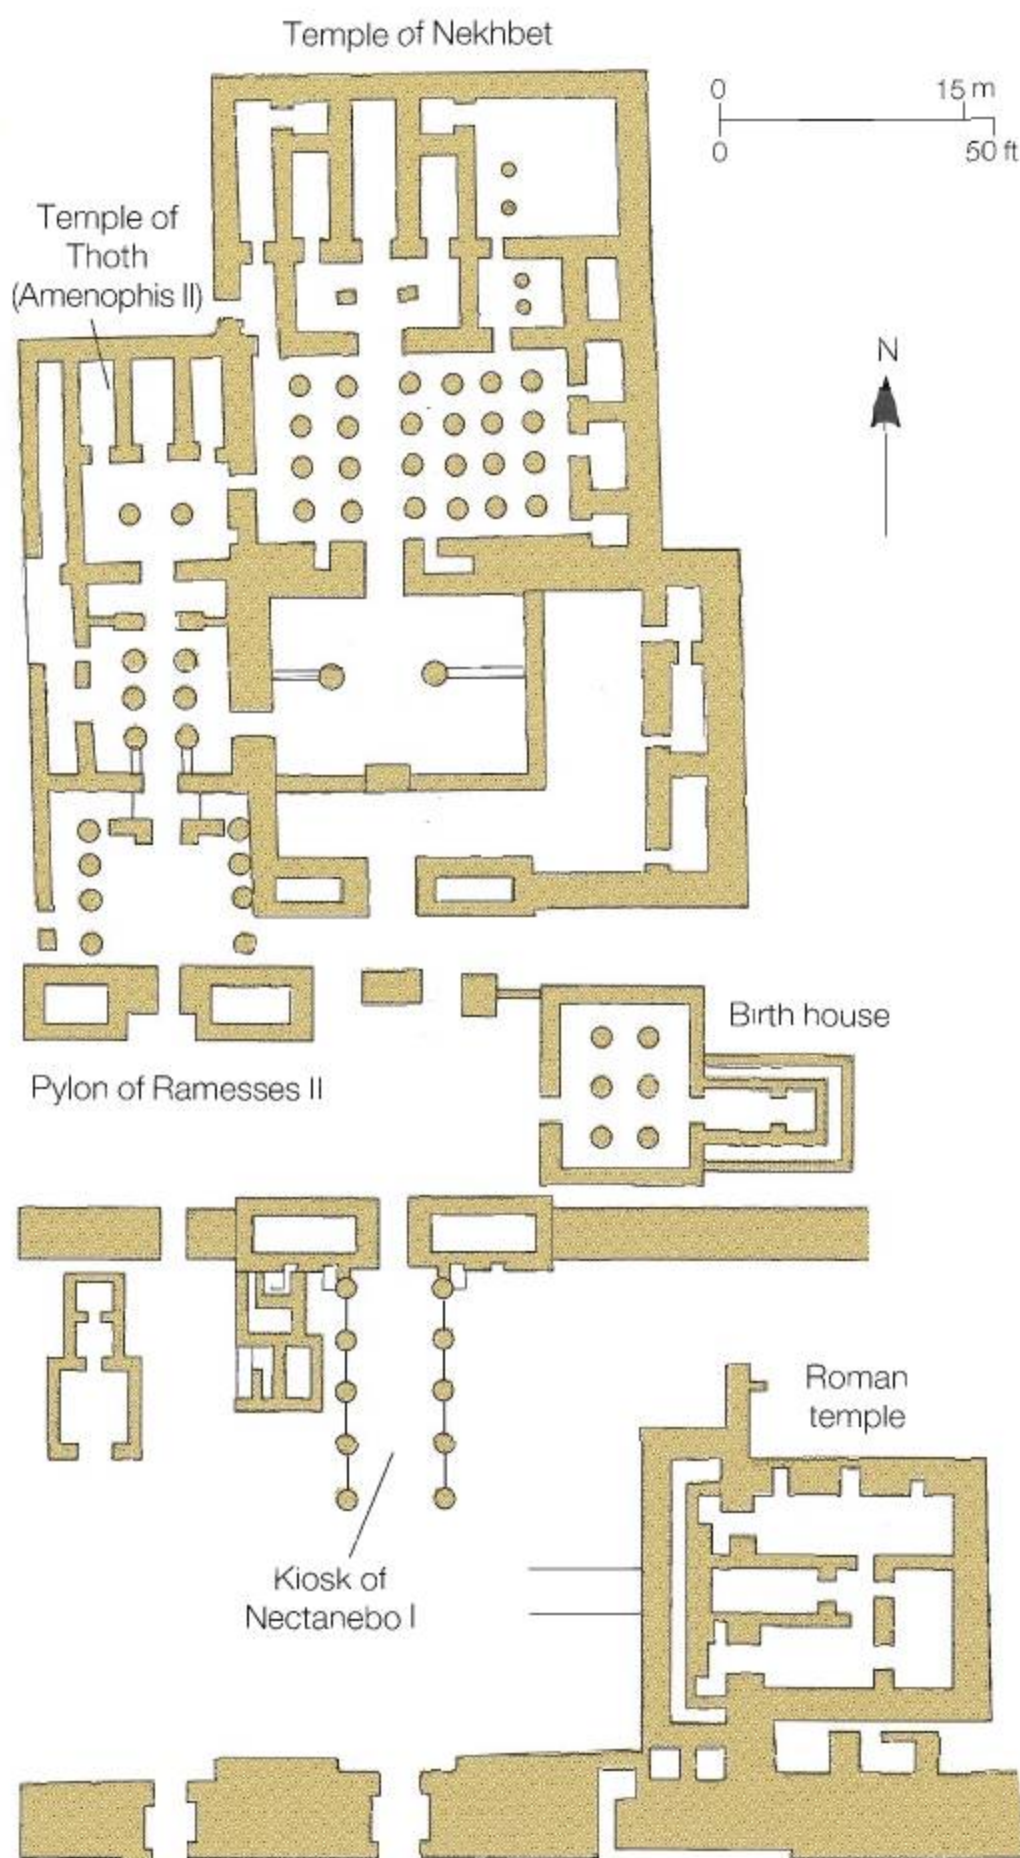 Temple of Nekhbet
0 15 m
0 50 ft
Temple of
Thoth
(Amenophis II)
N
Birth house
Pylon of Ramesses II
Roman
temple
Kiosk of
Nectanebo I